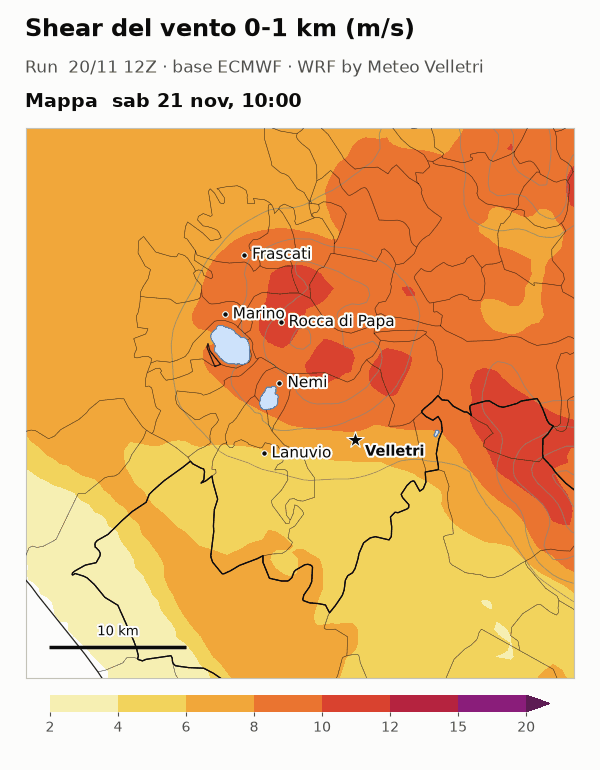 Shear del vento 0-1 km (m/s)
Run  20/11 12Z · base ECMWF · WRF by Meteo Velletri
Mappa  sab 21 nov, 10:00
Frascati
Marino
Rocca di Papa
Nemi
Velletri
Lanuvio
10 km
2 4 6 8 10 12 15 20